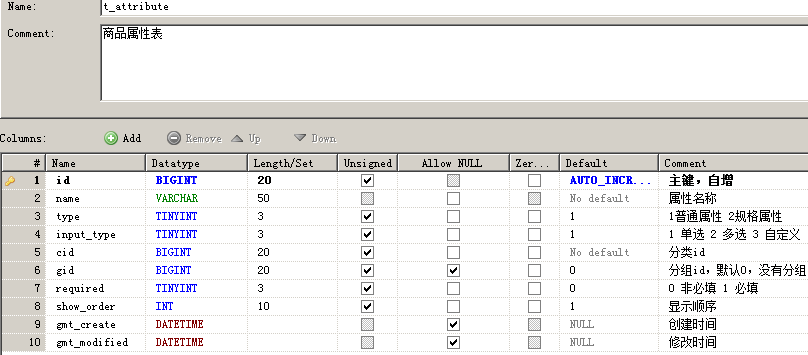 Name: t_attribute
Comment: 商品属性表
Columns: Add Remove Up Down
# Name Datatype Length/Set Unsigned Allow NULL Zer... Default Comment
1 id BIGINT 20 AUTO_INCR... 主键，自增
2 name VARCHAR 50 No default 属性名称
3 type TINYINT 3 1 1普通属性 2规格属性
4 input_type TINYINT 3 1 1 单选 2 多选 3 自定义
5 cid BIGINT 20 No default 分类id
6 gid BIGINT 20 0 分组id，默认0，没有分组
7 required TINYINT 3 0 0 非必填 1 必填
8 show_order INT 10 1 显示顺序
9 gmt_create DATETIME NULL 创建时间
10 gmt_modified DATETIME NULL 修改时间